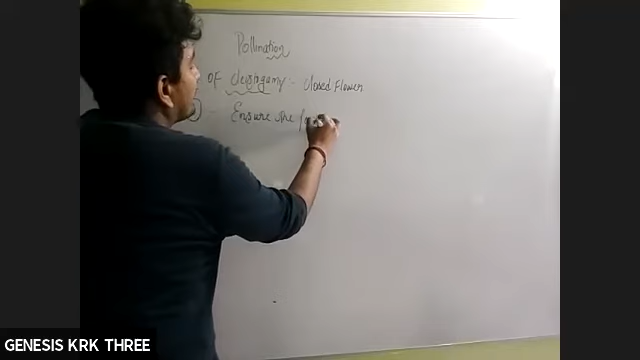 Pollination
of cleistogamy :- Closed Flower
- Ensure the
GENESIS KRK THREE